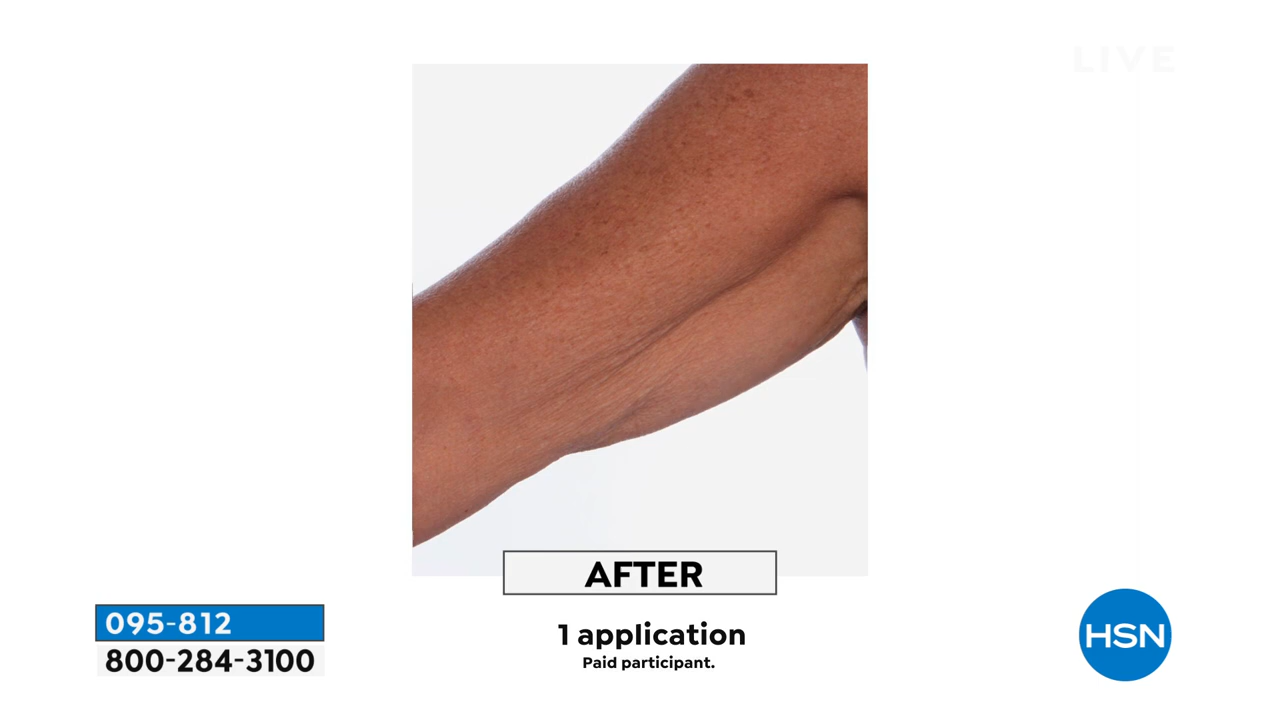 LIVE
AFTER
095-812
800-284-3100
1 application
Paid participant.
HSN